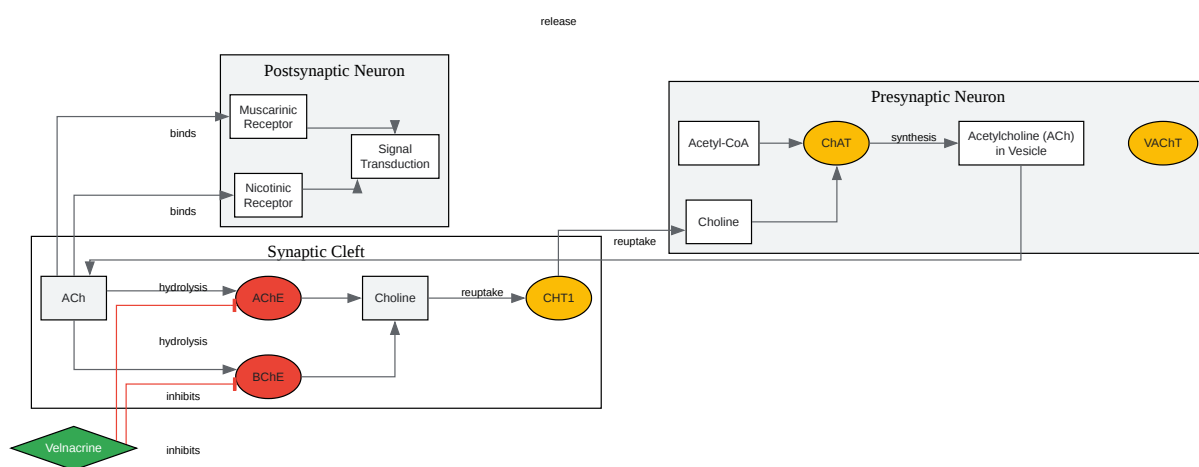 release
Postsynaptic Neuron
Muscarinic
Receptor
binds
Signal
Transduction
Nicotinic
Receptor
binds
Presynaptic Neuron
Acetyl-CoA
ChAT
synthesis
Acetylcholine (ACh)
in Vesicle
VAChT
Choline
reuptake
Synaptic Cleft
ACh
hydrolysis
AChE
Choline
reuptake
CHT1
hydrolysis
BChE
inhibits
Velnacrine
inhibits